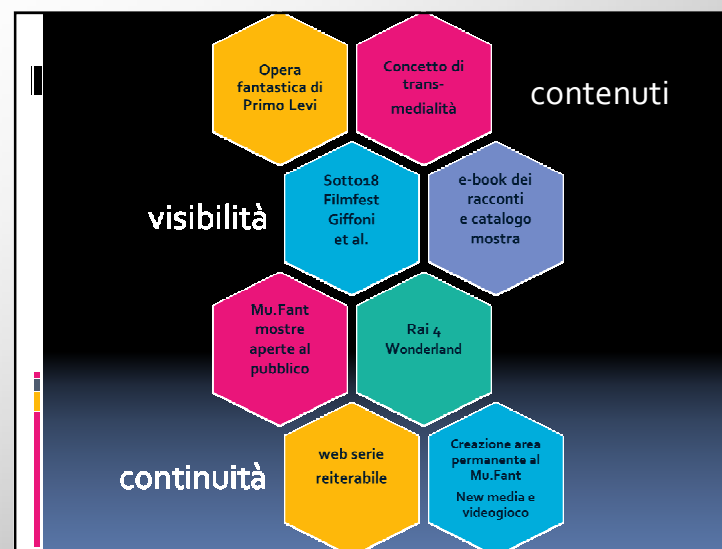 Opera
fantastica di
Primo Levi
Concetto di
trans-
medialità
contenuti
visibilità
Sotto18
Filmfest
Giffoni
et al.
e-book dei
racconti
e catalogo
mostra
Mu.Fant
mostre
aperte al
pubblico
Rai 4
Wonderland
continuità
web serie
reiterabile
Creazione area
permanente al
Mu.Fant
New media e
videogioco